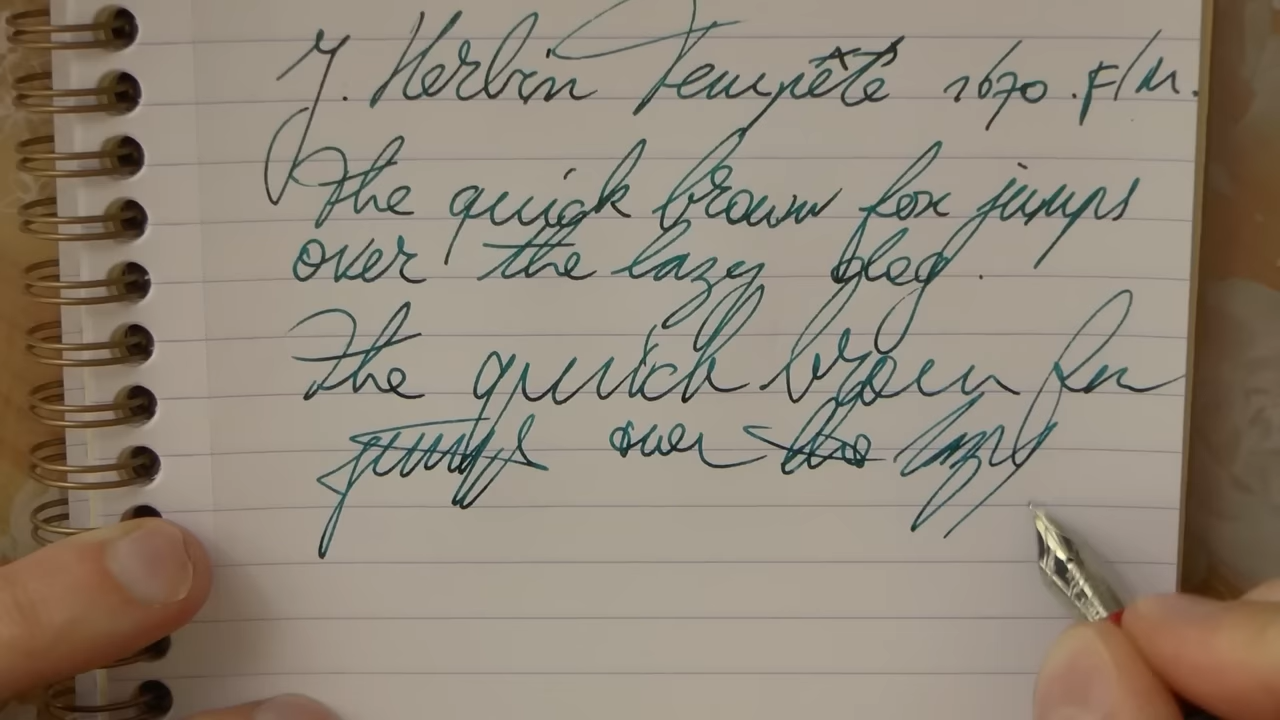 J. Herbin Tempête 1670 .F/M.
The quick brown fox jumps
over the lazy dog.
The quick brown fox
jumps over the lazy